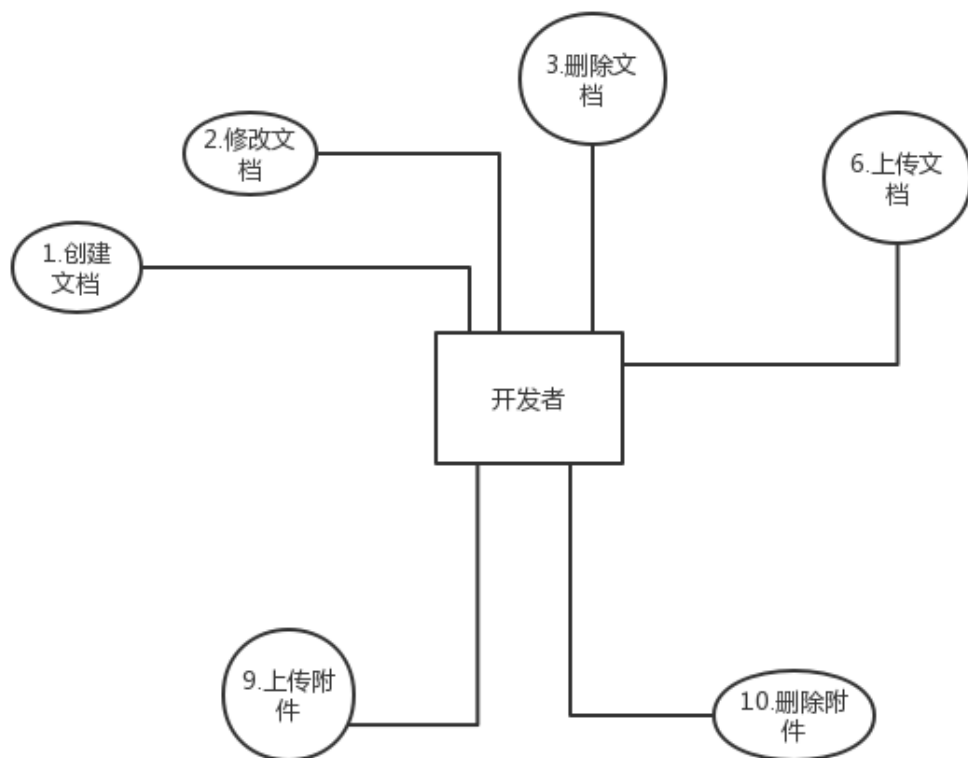 3.删除文
档
2.修改文
档
6.上传文
档
1.创建
文档
开发者
9.上传附
件
10.删除附
件